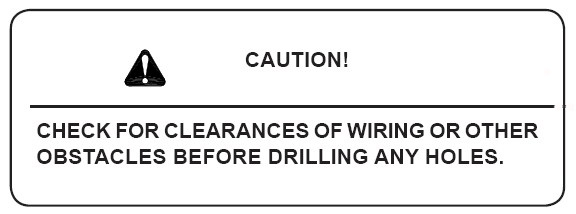 CAUTION!
CHECK FOR CLEARANCES OF WIRING OR OTHER
OBSTACLES BEFORE DRILLING ANY HOLES.